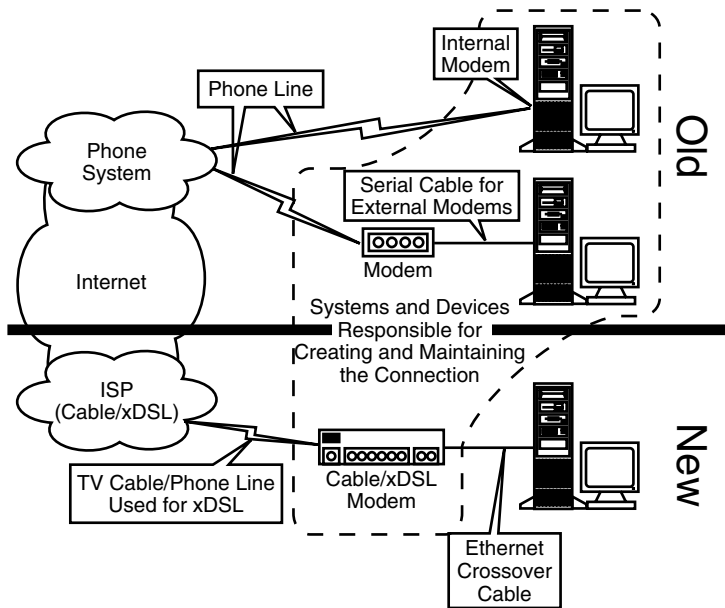 Internal
Modem
Phone Line
Phone
System
Old
Serial Cable for
External Modems
Modem
Internet
Systems and Devices
Responsible for
Creating and Maintaining
the Connection
ISP
(Cable/xDSL)
New
TV Cable/Phone Line
Used for xDSL
Cable/xDSL
Modem
Ethernet
Crossover
Cable